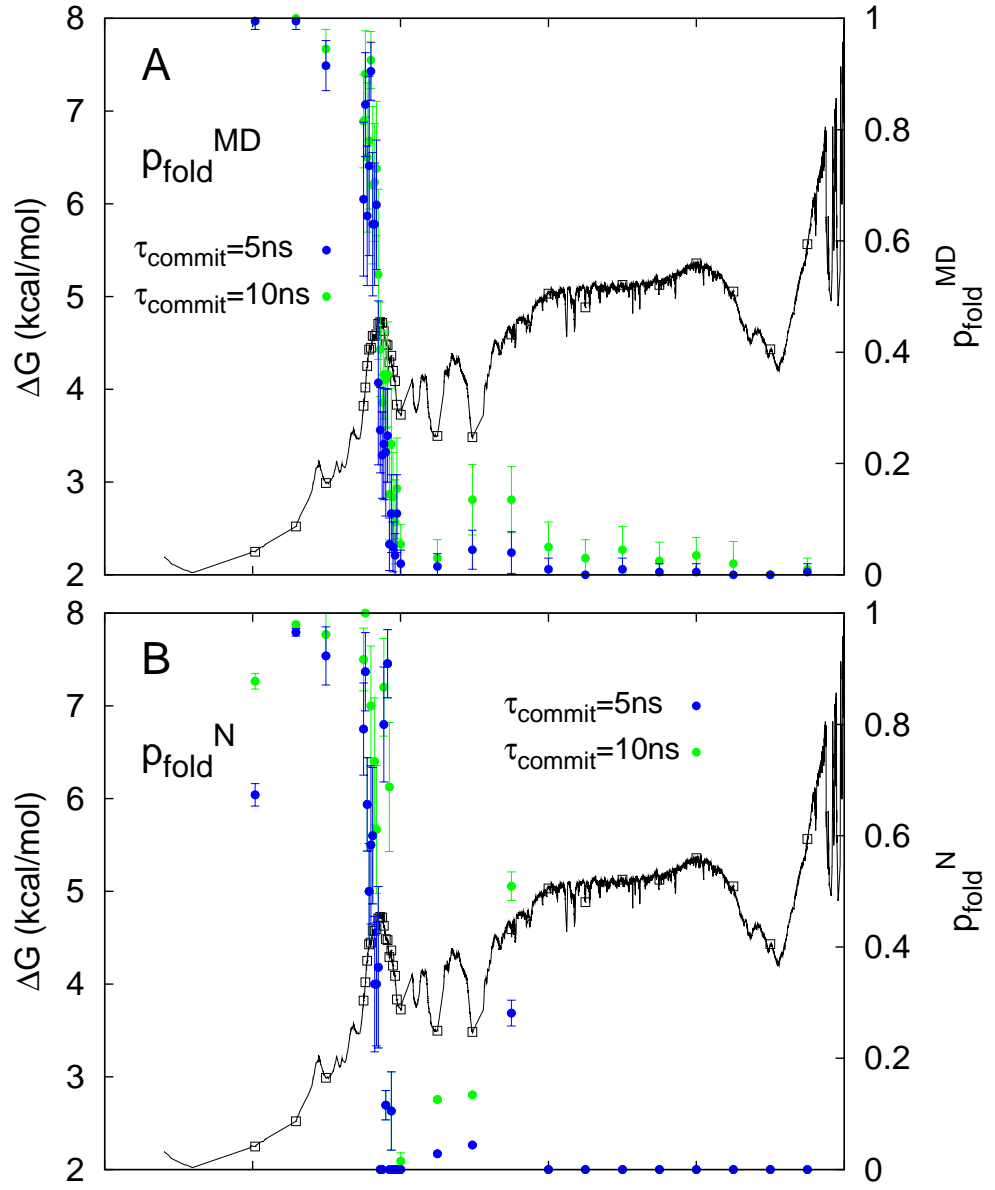 A
p_fold^MD
τ_commit=5ns
τ_commit=10ns
ΔG (kcal/mol)
8
7
6
5
4
3
2
1
0.8
0.6
0.4
0.2
0
p_fold^MD
B
p_fold^N
τ_commit=5ns
τ_commit=10ns
ΔG (kcal/mol)
8
7
6
5
4
3
2
1
0.8
0.6
0.4
0.2
0
p_fold^N